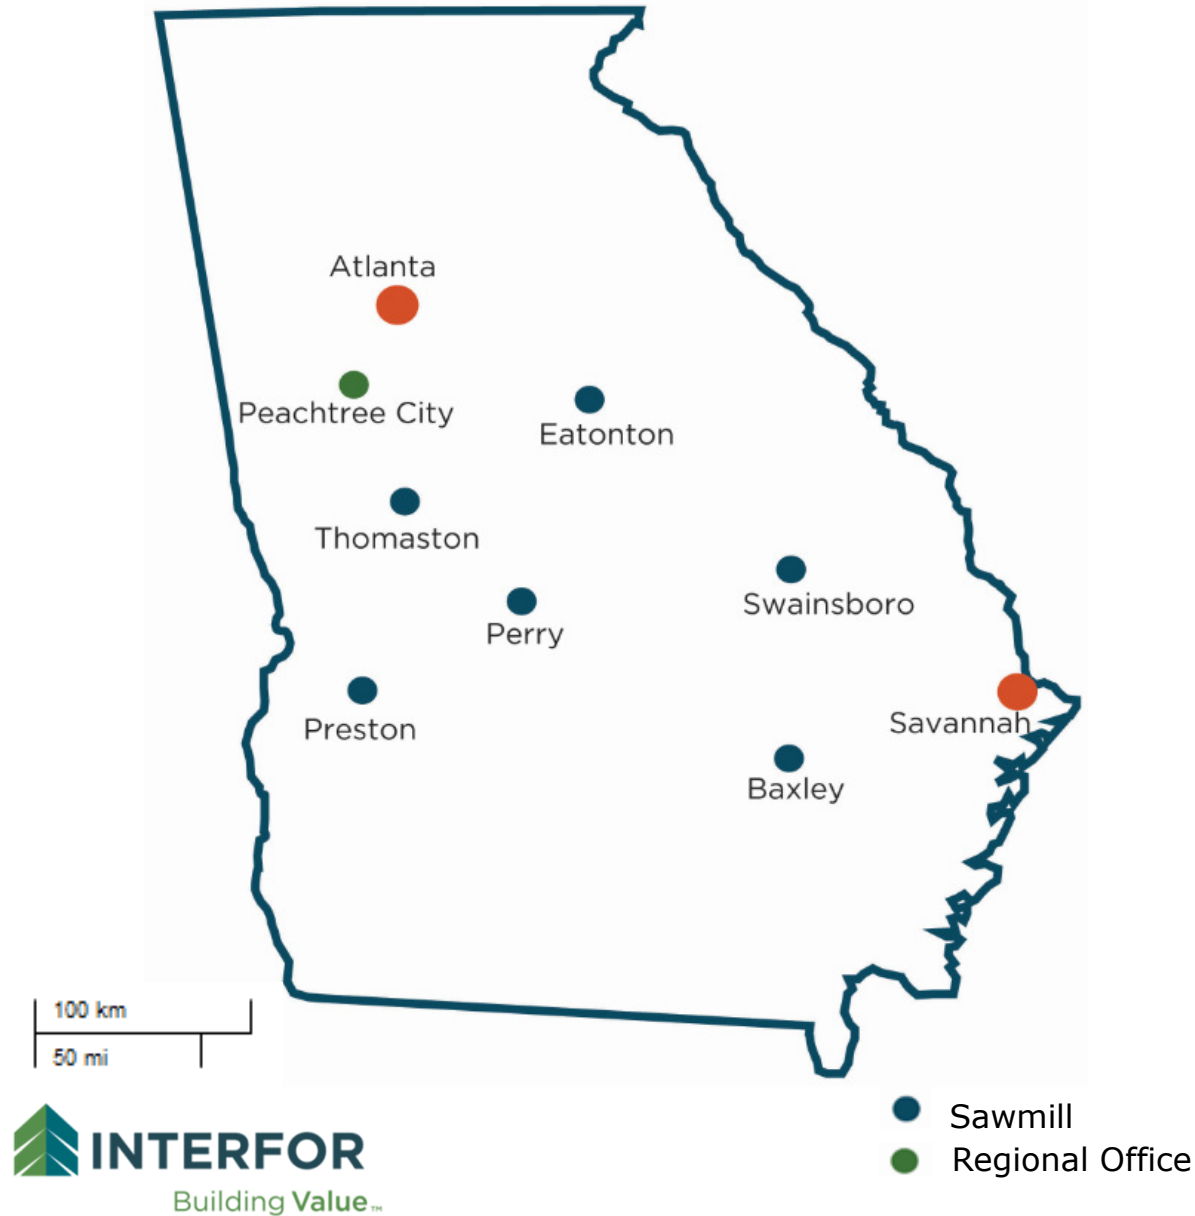 Atlanta
Peachtree City
Eatonton
Thomaston
Swainsboro
Perry
Preston
Savannah
Baxley
100 km
50 mi
Sawmill
Regional Office
INTERFOR
Building Value™